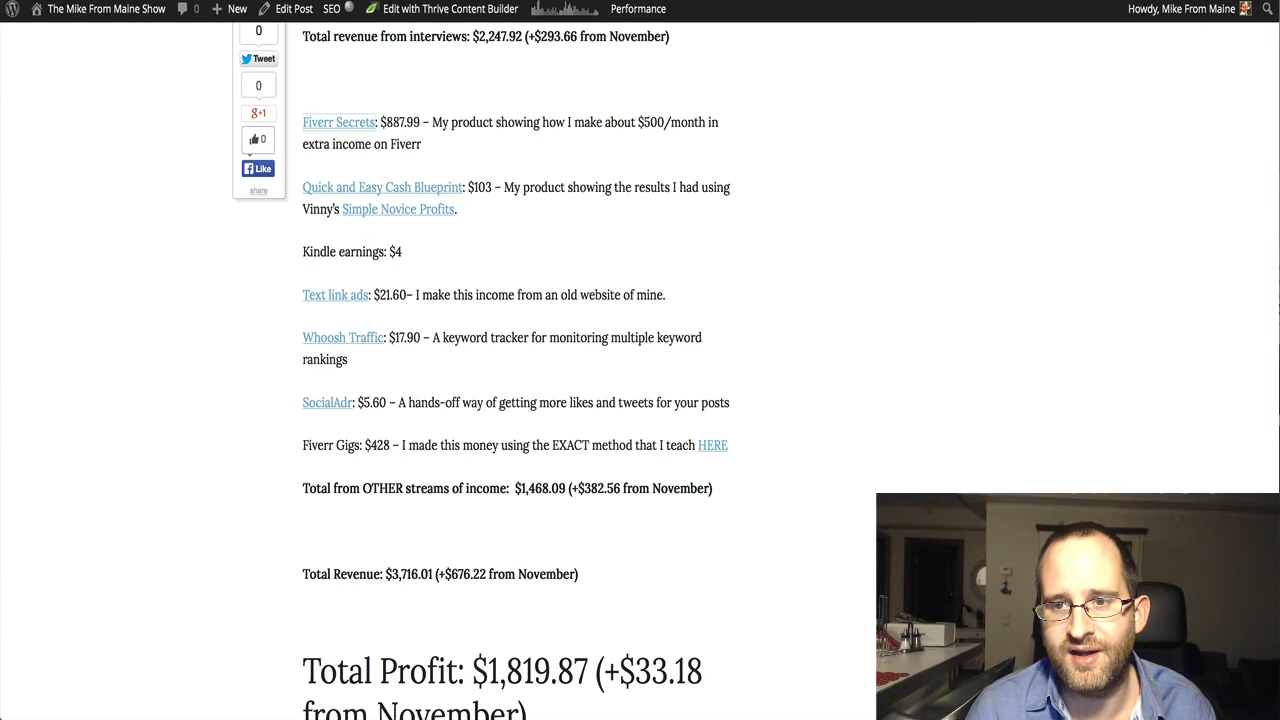 The Mike From Maine Show 0 New Edit Post SEO Edit with Thrive Content Builder Performance Howdy, Mike From Maine
0
Tweet
0
g+1
0
Like
share
Total revenue from interviews: $2,247.92 (+$293.66 from November)
Fiverr Secrets: $887.99 – My product showing how I make about $500/month in
extra income on Fiverr
Quick and Easy Cash Blueprint: $103 – My product showing the results I had using
Vinny's Simple Novice Profits.
Kindle earnings: $4
Text link ads: $21.60– I make this income from an old website of mine.
Whoosh Traffic: $17.90 – A keyword tracker for monitoring multiple keyword
rankings
SocialAdr: $5.60 – A hands-off way of getting more likes and tweets for your posts
Fiverr Gigs: $428 – I made this money using the EXACT method that I teach HERE
Total from OTHER streams of income: $1,468.09 (+$382.56 from November)
Total Revenue: $3,716.01 (+$676.22 from November)
Total Profit: $1,819.87 (+$33.18
from November)